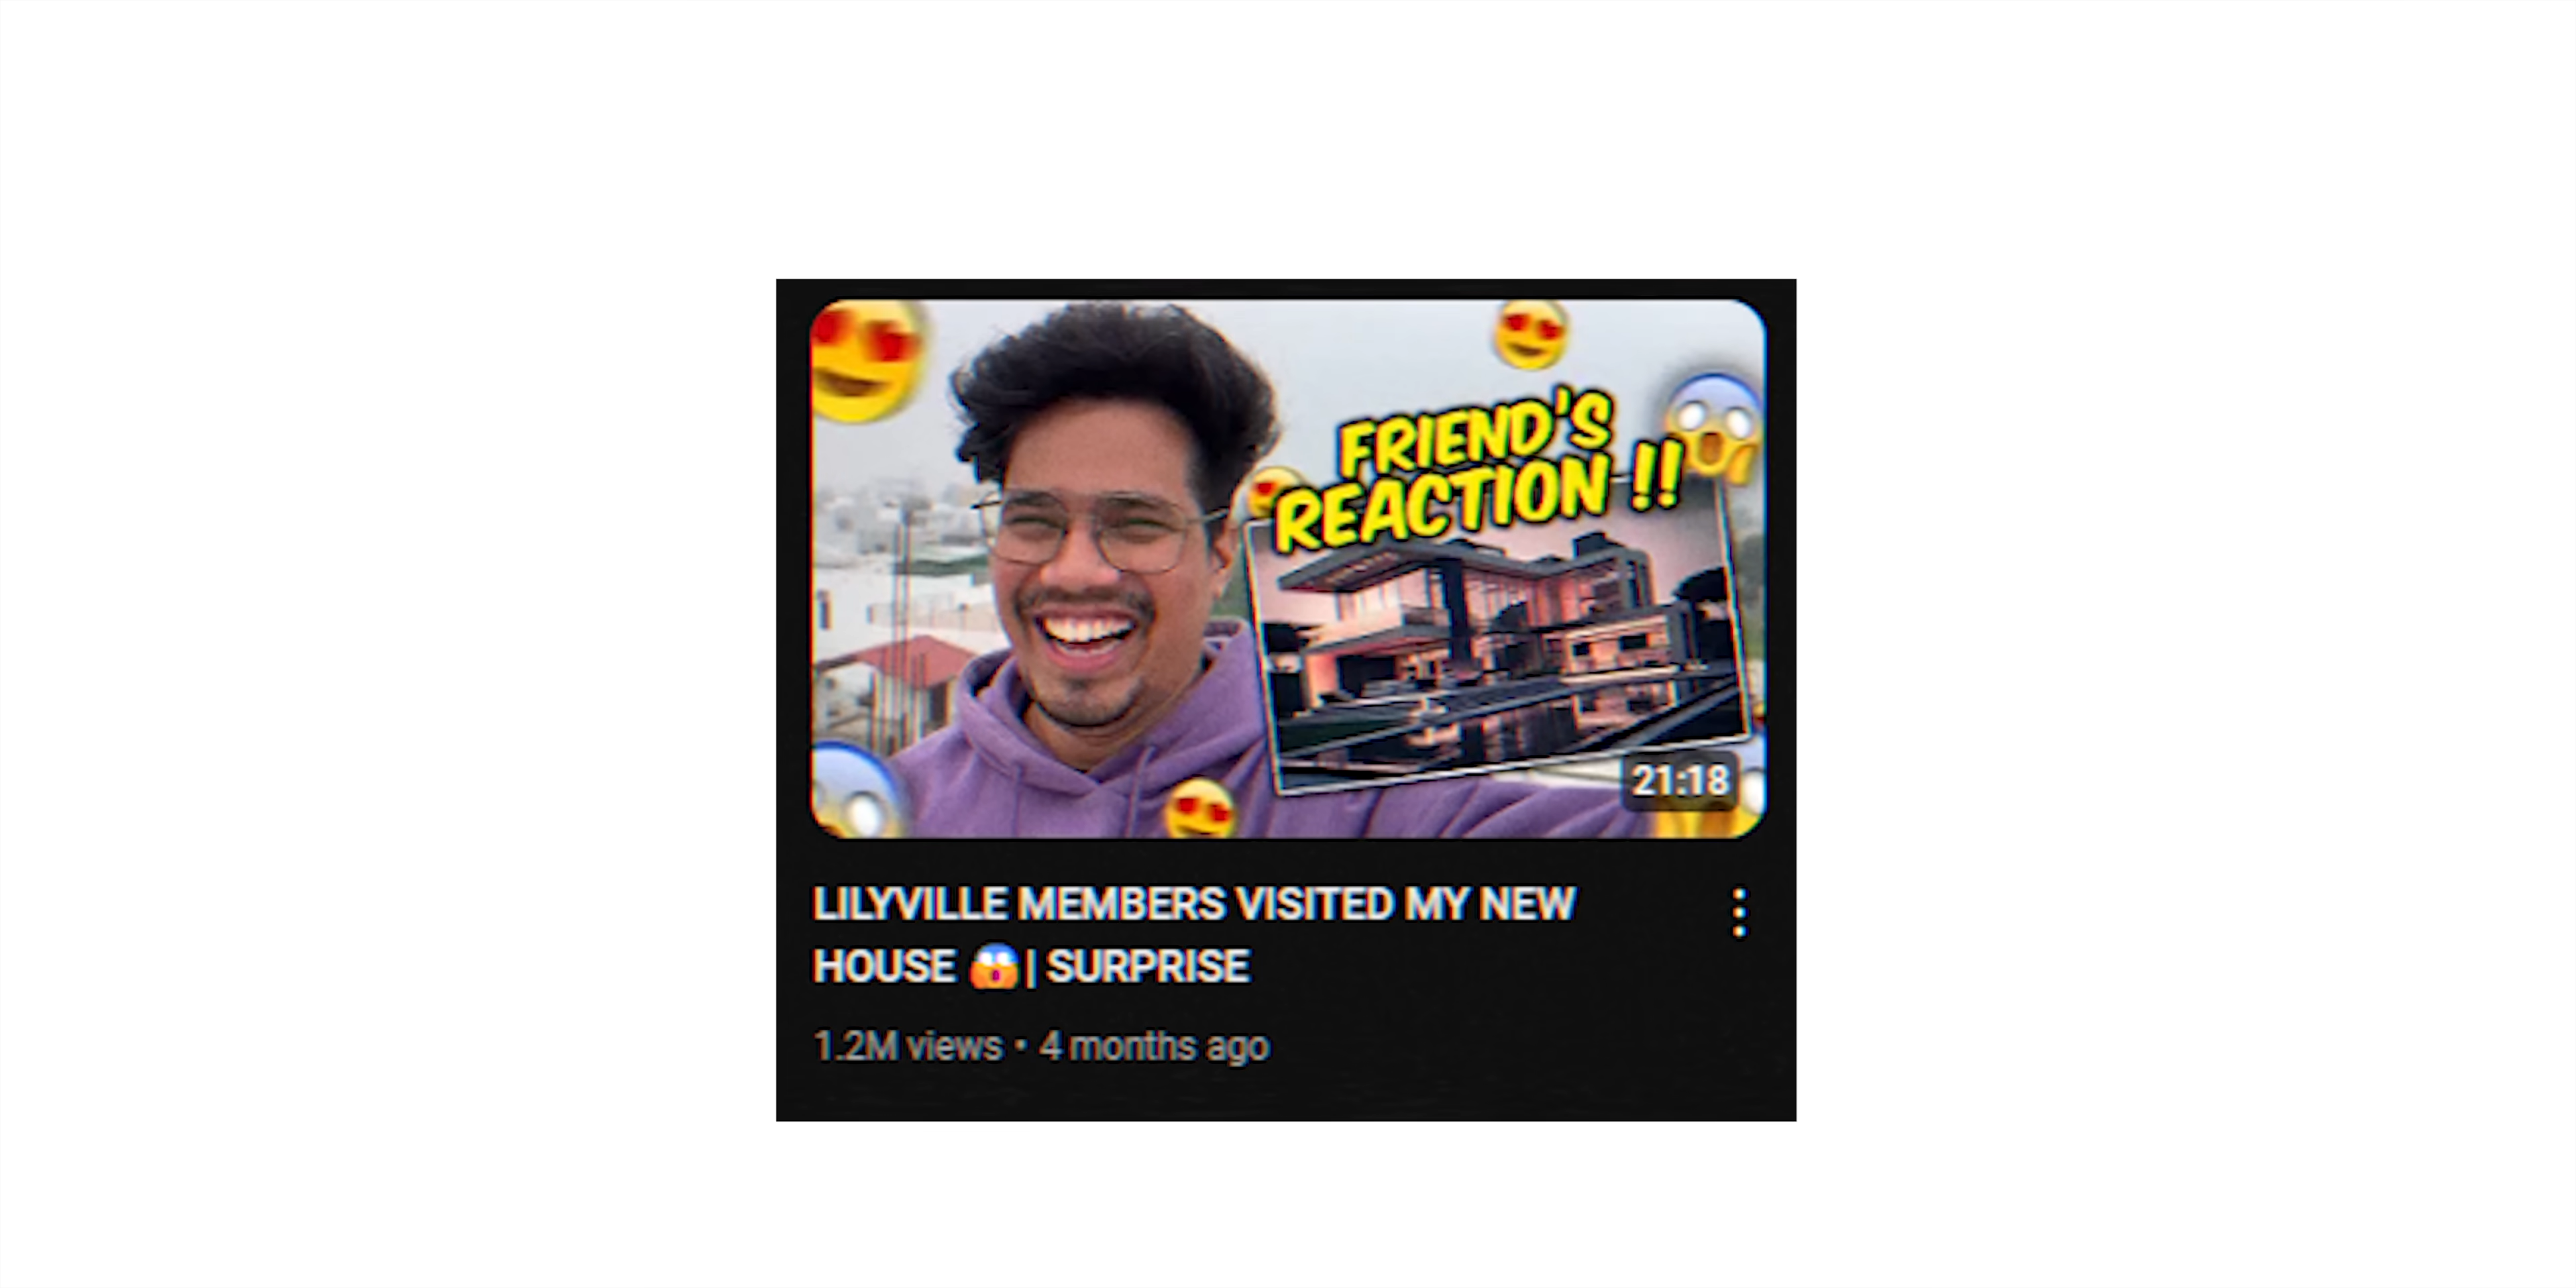 FRIEND'S
REACTION !!
21:18
LILYVILLE MEMBERS VISITED MY NEW
HOUSE 😱 | SURPRISE
1.2M views • 4 months ago